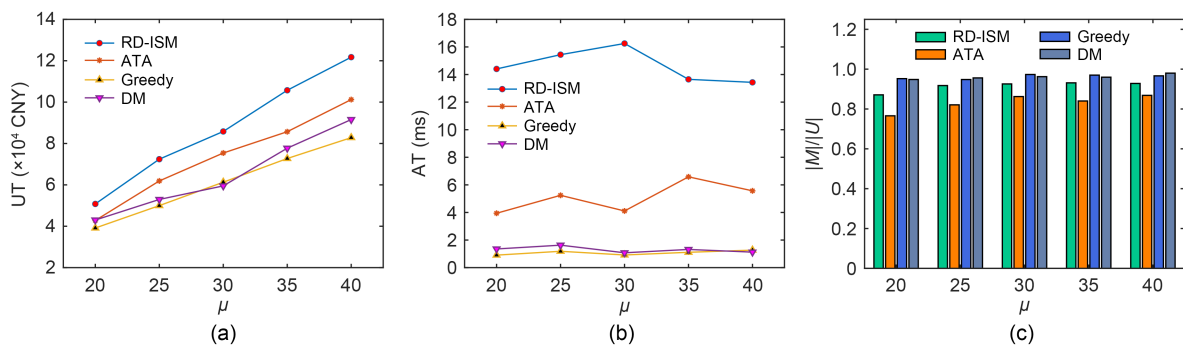 14
12
10
8
6
4
2
UT (×10⁴ CNY)
RD-ISM
ATA
Greedy
DM
20 25 30 35 40
μ
(a)
18
16
14
12
10
8
6
4
2
0
AT (ms)
RD-ISM
ATA
Greedy
DM
20 25 30 35 40
μ
(b)
1.2
1.0
0.8
0.6
0.4
0.2
0
|M|/|U|
RD-ISM Greedy
ATA DM
20 25 30 35 40
μ
(c)